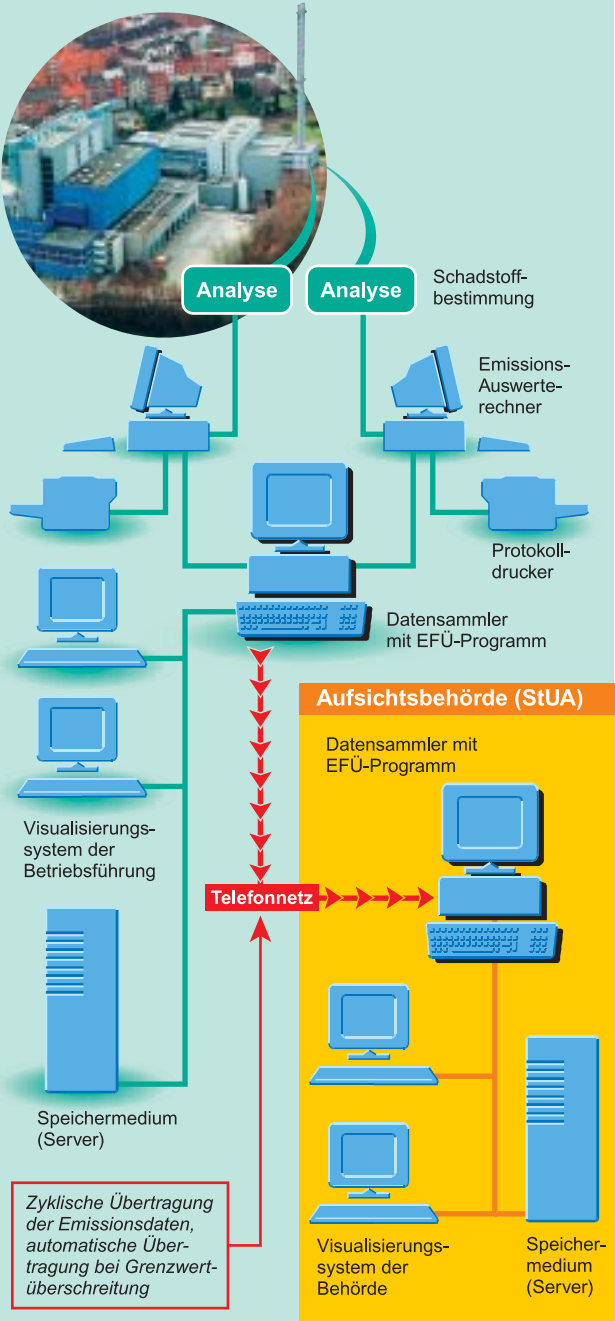 Analyse
Analyse
Schadstoff-
bestimmung
Emissions-
Auswerte-
rechner
Protokoll-
drucker
Datensammler
mit EFÜ-Programm
Aufsichtsbehörde (StUA)
Datensammler mit
EFÜ-Programm
Visualisierungs-
system der
Betriebsführung
Telefonnetz
Speichermedium
(Server)
Zyklische Übertragung
der Emissionsdaten,
automatische Über-
tragung bei Grenzwert-
überschreitung
Visualisierungs-
system der
Behörde
Speicher-
medium
(Server)